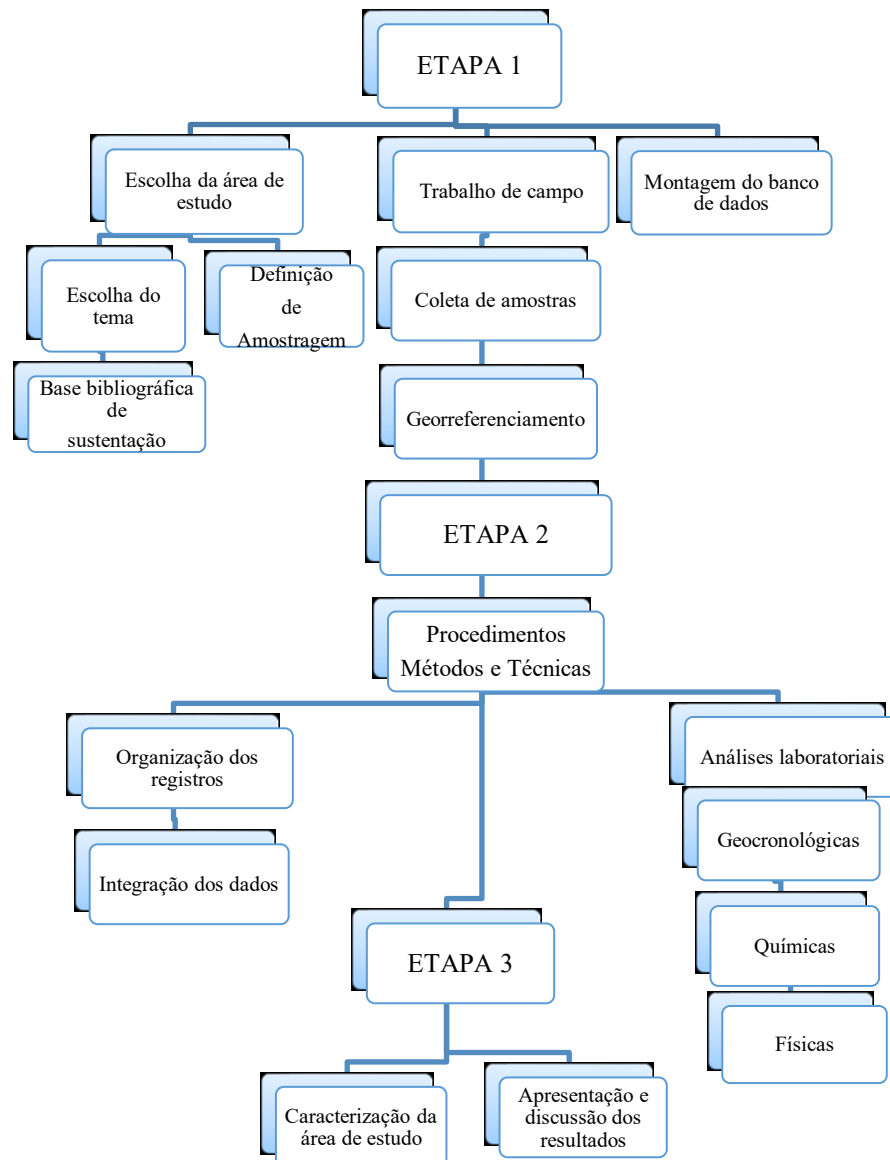 ETAPA 1
Escolha da área de
estudo
Trabalho de campo
Montagem do banco
de dados
Escolha do
tema
Definição
de
Amostragem
Coleta de amostras
Base bibliográfica
de
sustentação
Georreferenciamento
ETAPA 2
Procedimentos
Métodos e Técnicas
Organização dos
registros
Análises laboratoriais
Integração dos dados
Geocronológicas
Químicas
Físicas
ETAPA 3
Caracterização da
área de estudo
Apresentação e
discussão dos
resultados